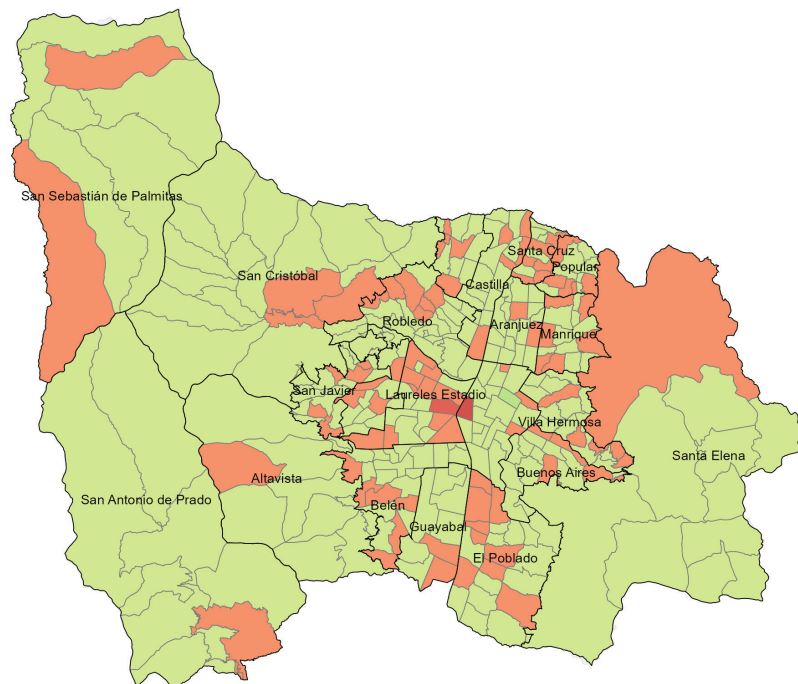 San Sebastián de Palmitas
San Cristóbal
Santa Cruz
Popular
Castilla
Robledo
Aranjuez
Manrique
San Javier
Laureles Estadio
Villa Hermosa
Santa Elena
Buenos Aires
Altavista
San Antonio de Prado
Belén
Guayabal
El Poblado